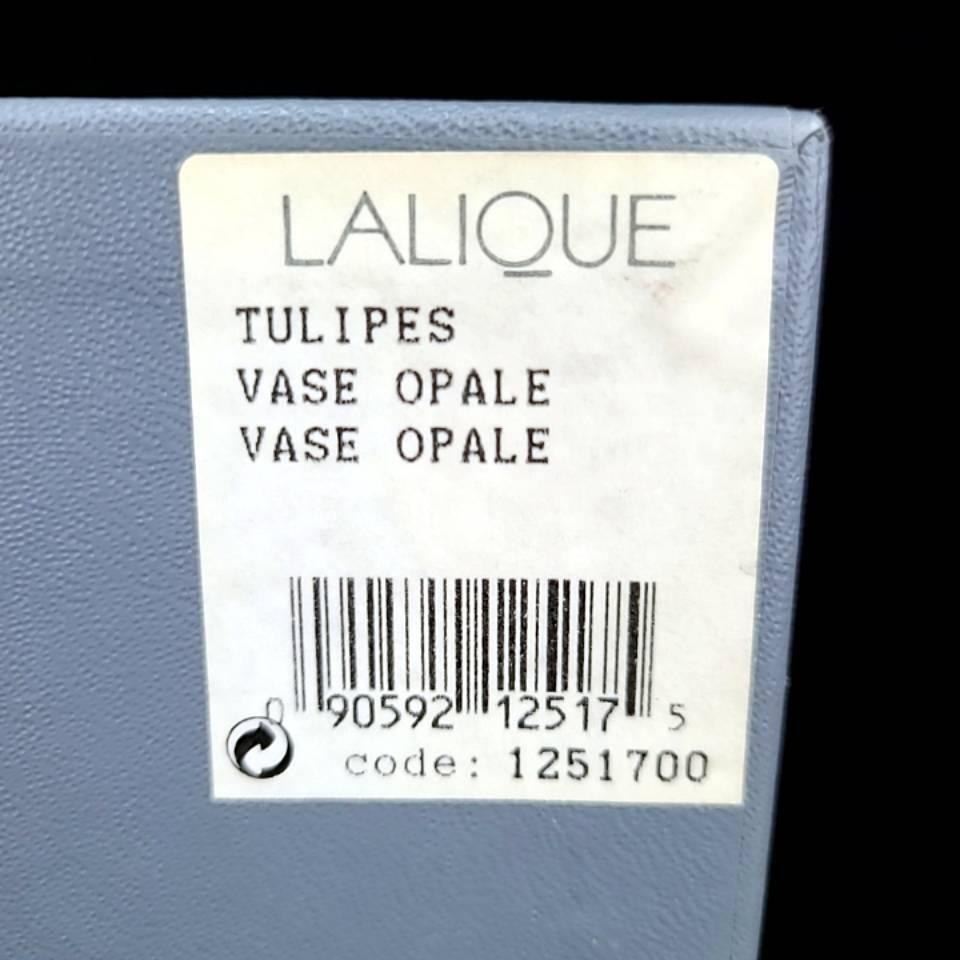 LALIQUE
TULIPES
VASE OPALE
VASE OPALE
0 90592 12517 5
code: 1251700